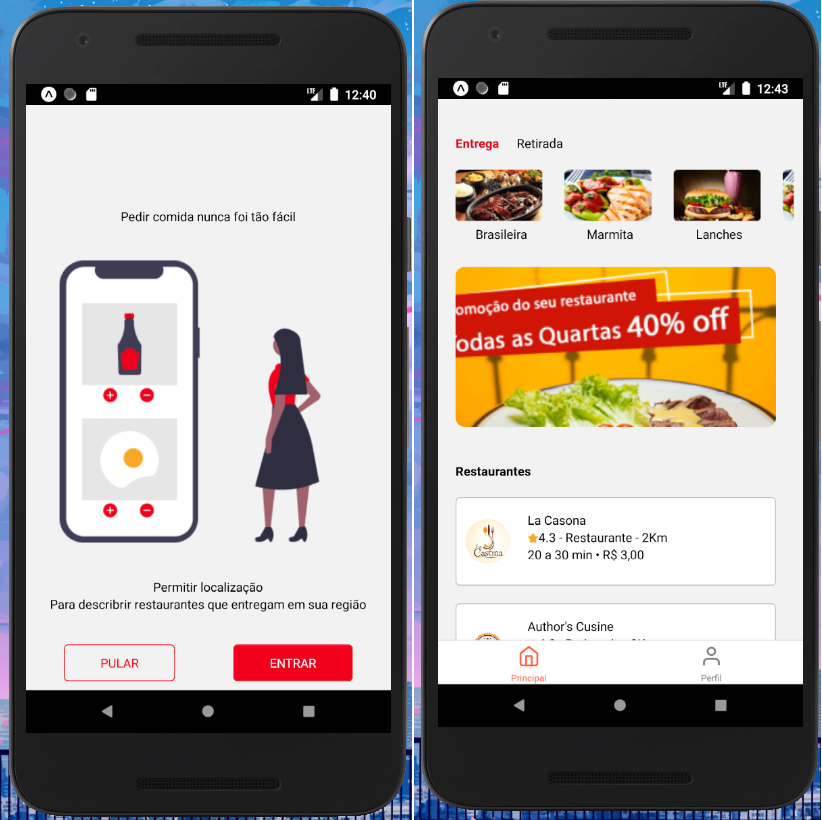 LTE 12:40
Pedir comida nunca foi tão fácil
Permitir localização
Para describrir restaurantes que entregam em sua região
PULAR ENTRAR
LTE 12:43
Entrega Retirada
Brasileira Marmita Lanches
omoção do seu restaurante
odas as Quartas 40% off
Restaurantes
La Casona
4.3 - Restaurante - 2Km
20 a 30 min • R$ 3,00
Author's Cusine
Principal Perfil